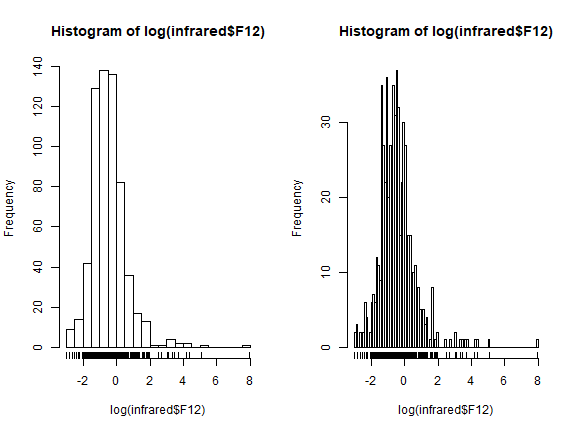 Histogram of log(infrared$F12)
Frequency
0 20 40 60 80 100 120 140
-2 0 2 4 6 8
log(infrared$F12)
Histogram of log(infrared$F12)
Frequency
0 10 20 30
-2 0 2 4 6 8
log(infrared$F12)